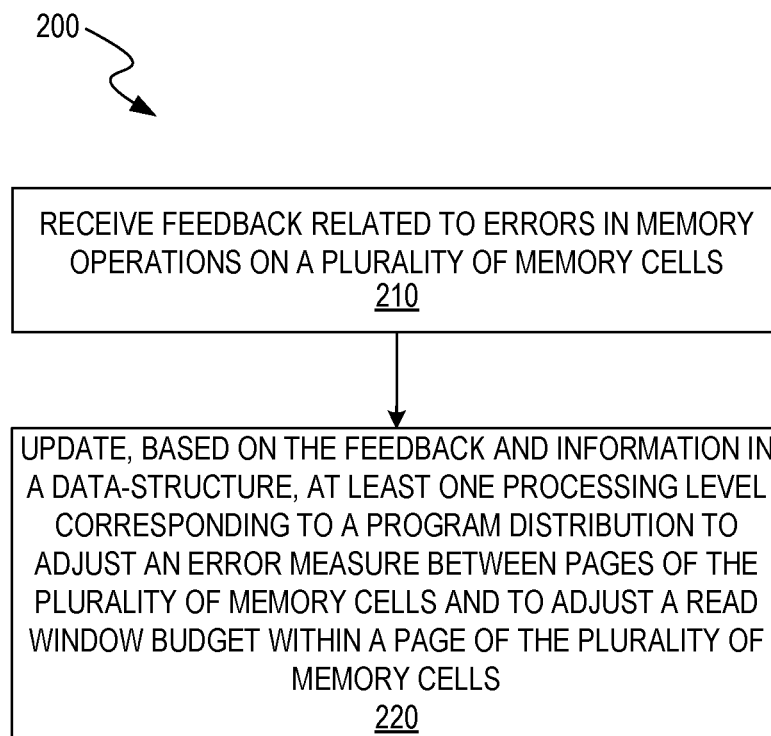 200
RECEIVE FEEDBACK RELATED TO ERRORS IN MEMORY
OPERATIONS ON A PLURALITY OF MEMORY CELLS
210
UPDATE, BASED ON THE FEEDBACK AND INFORMATION IN
A DATA-STRUCTURE, AT LEAST ONE PROCESSING LEVEL
CORRESPONDING TO A PROGRAM DISTRIBUTION TO
ADJUST AN ERROR MEASURE BETWEEN PAGES OF THE
PLURALITY OF MEMORY CELLS AND TO ADJUST A READ
WINDOW BUDGET WITHIN A PAGE OF THE PLURALITY OF
MEMORY CELLS
220